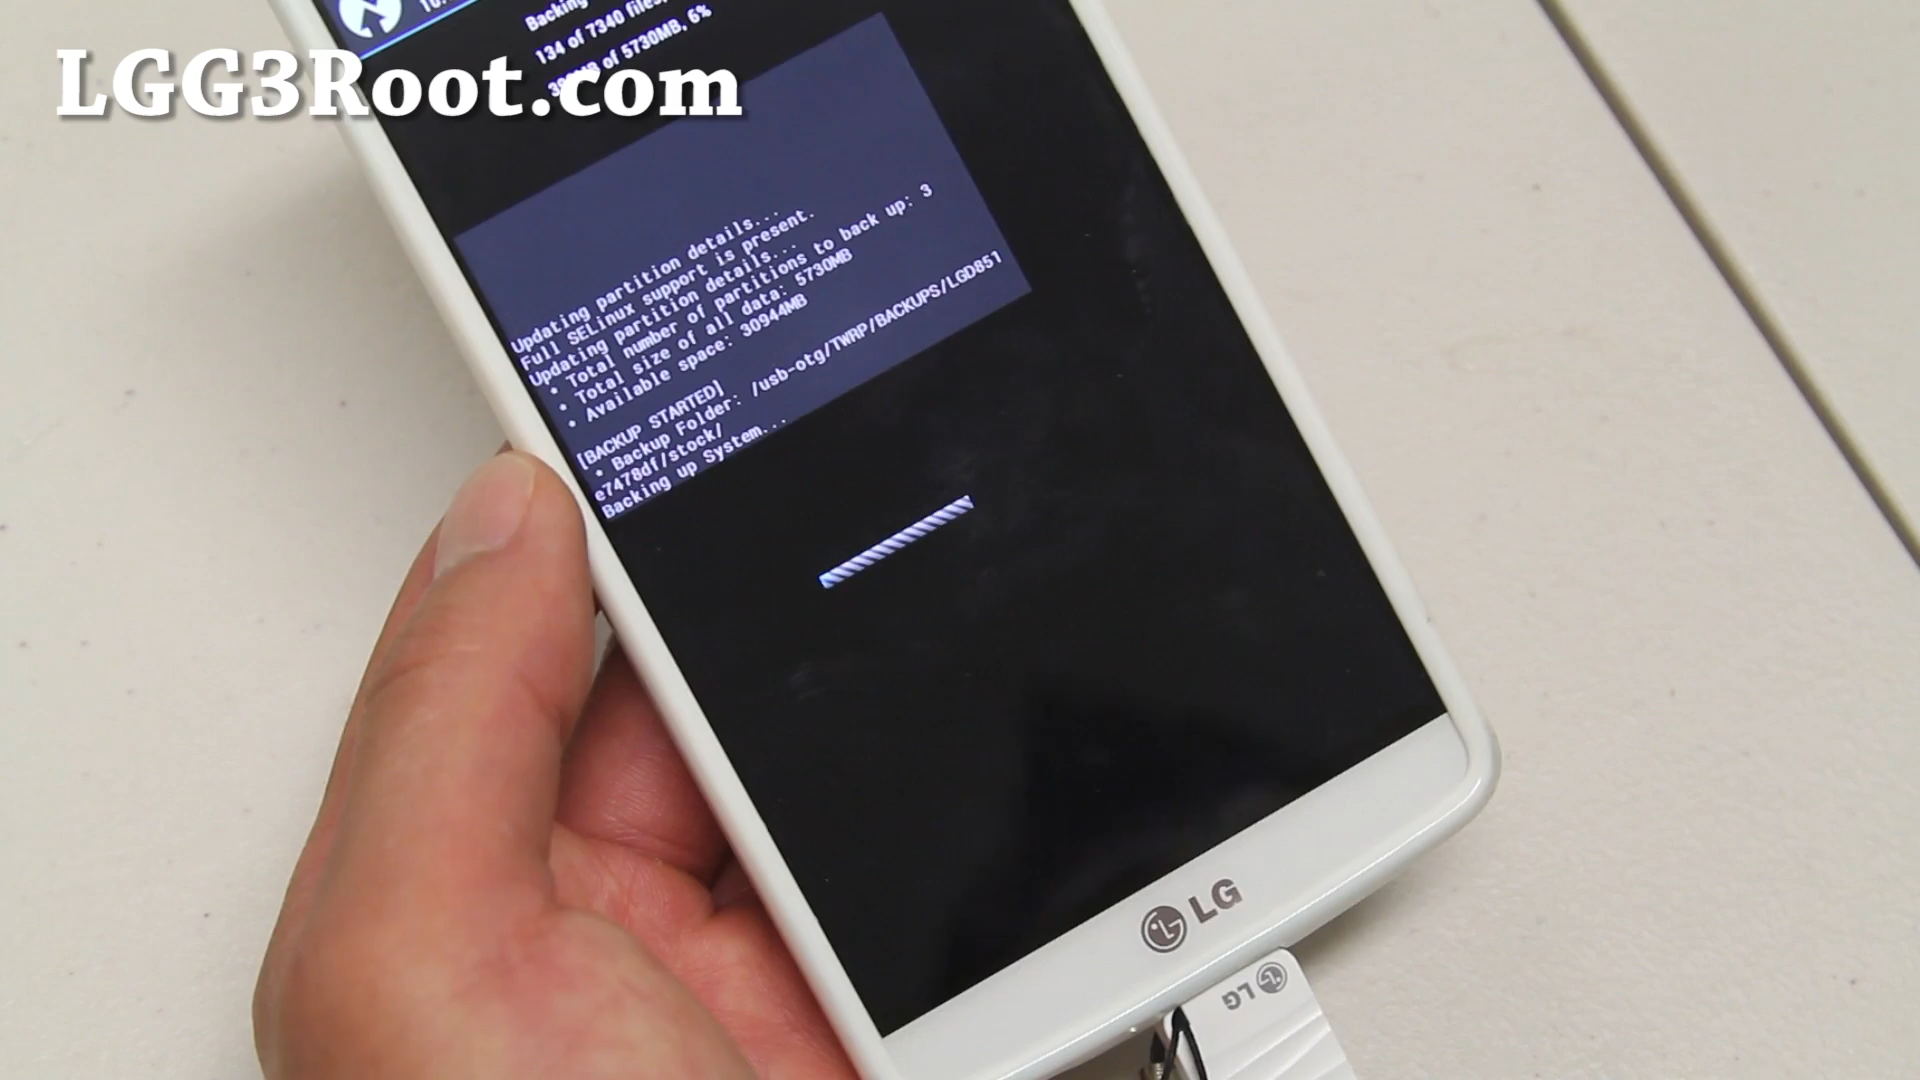 Backing
134 of 7340 files,
of 5730MB, 6%
LGG3Root.com
Updating partition details...
Full SELinux support is present.
Updating partition details...
* Total number of partitions to back up: 3
* Total size of all data: 5730MB
* Available space: 30944MB
[BACKUP STARTED]
* Backup Folder: /usb-otg/TWRP/BACKUPS/LGD851
e7478df/stock/
Backing up System...
LG
LG